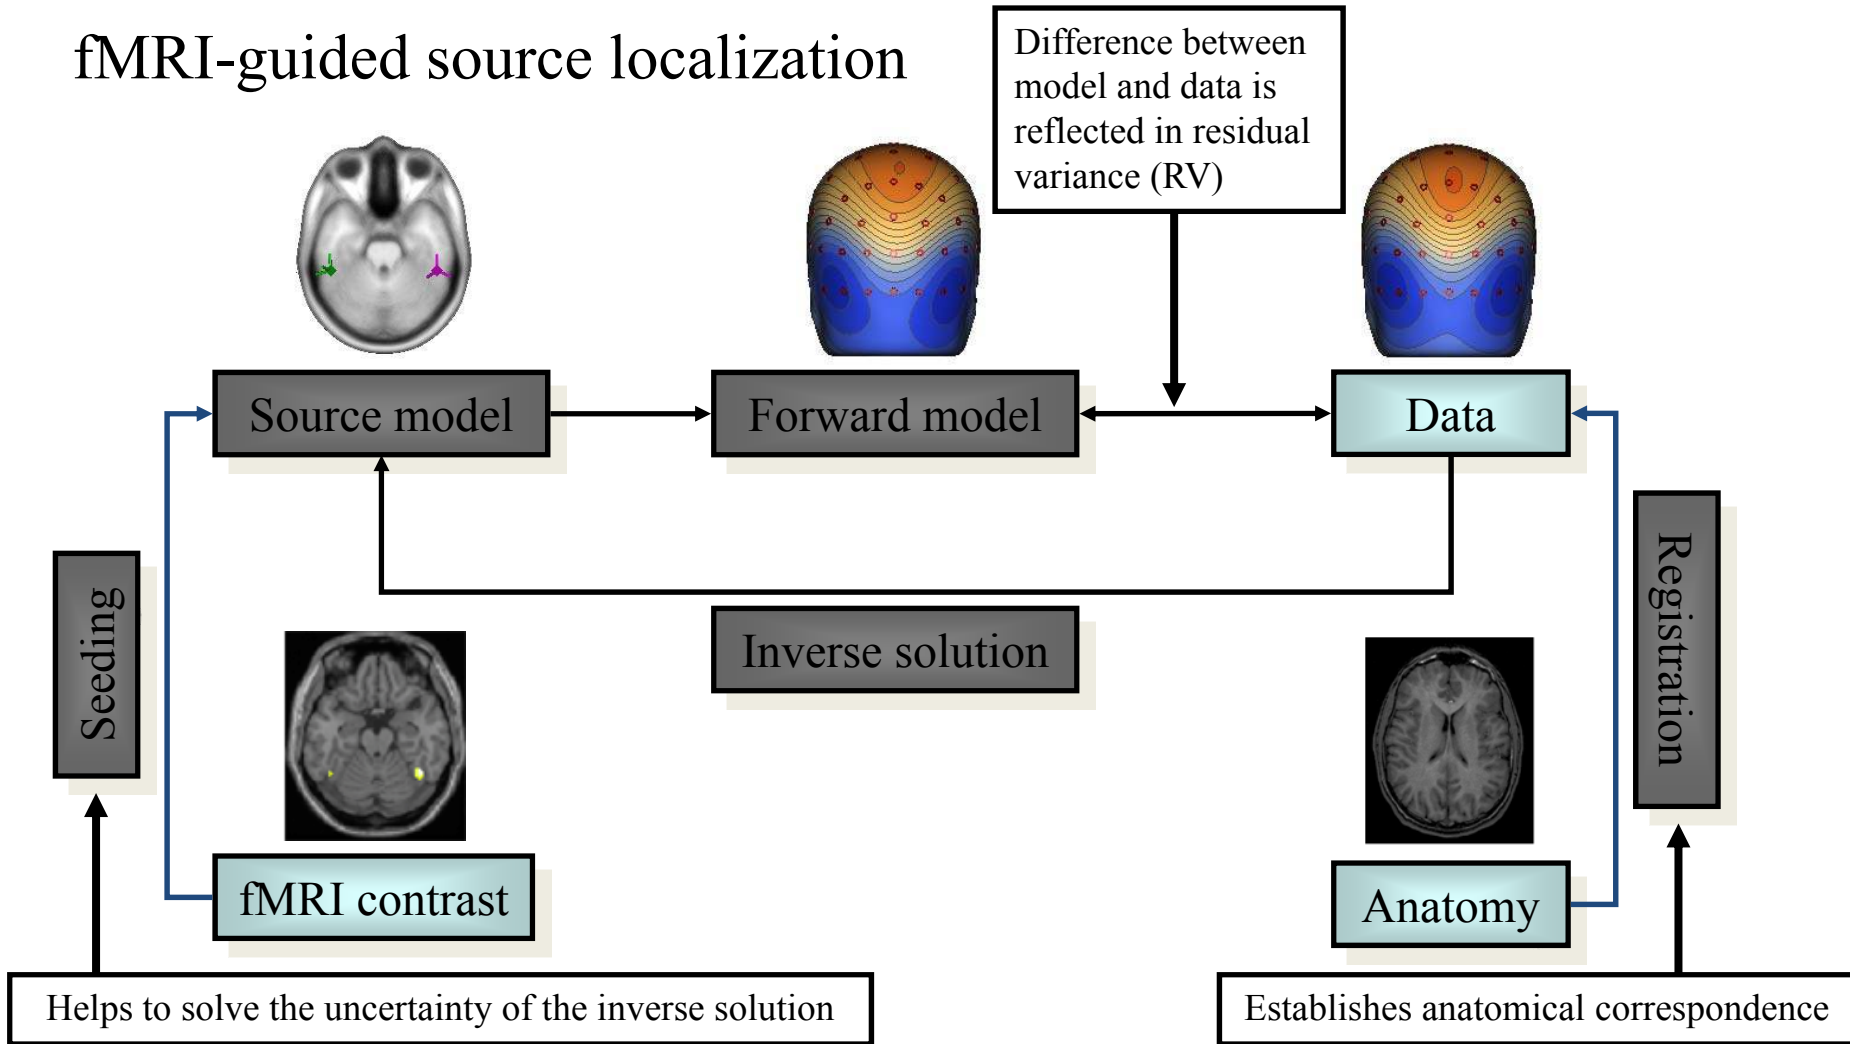 fMRI-guided source localization
Difference between
model and data is
reflected in residual
variance (RV)
Source model
Forward model
Data
Seeding
Inverse solution
Registration
fMRI contrast
Anatomy
Helps to solve the uncertainty of the inverse solution
Establishes anatomical correspondence